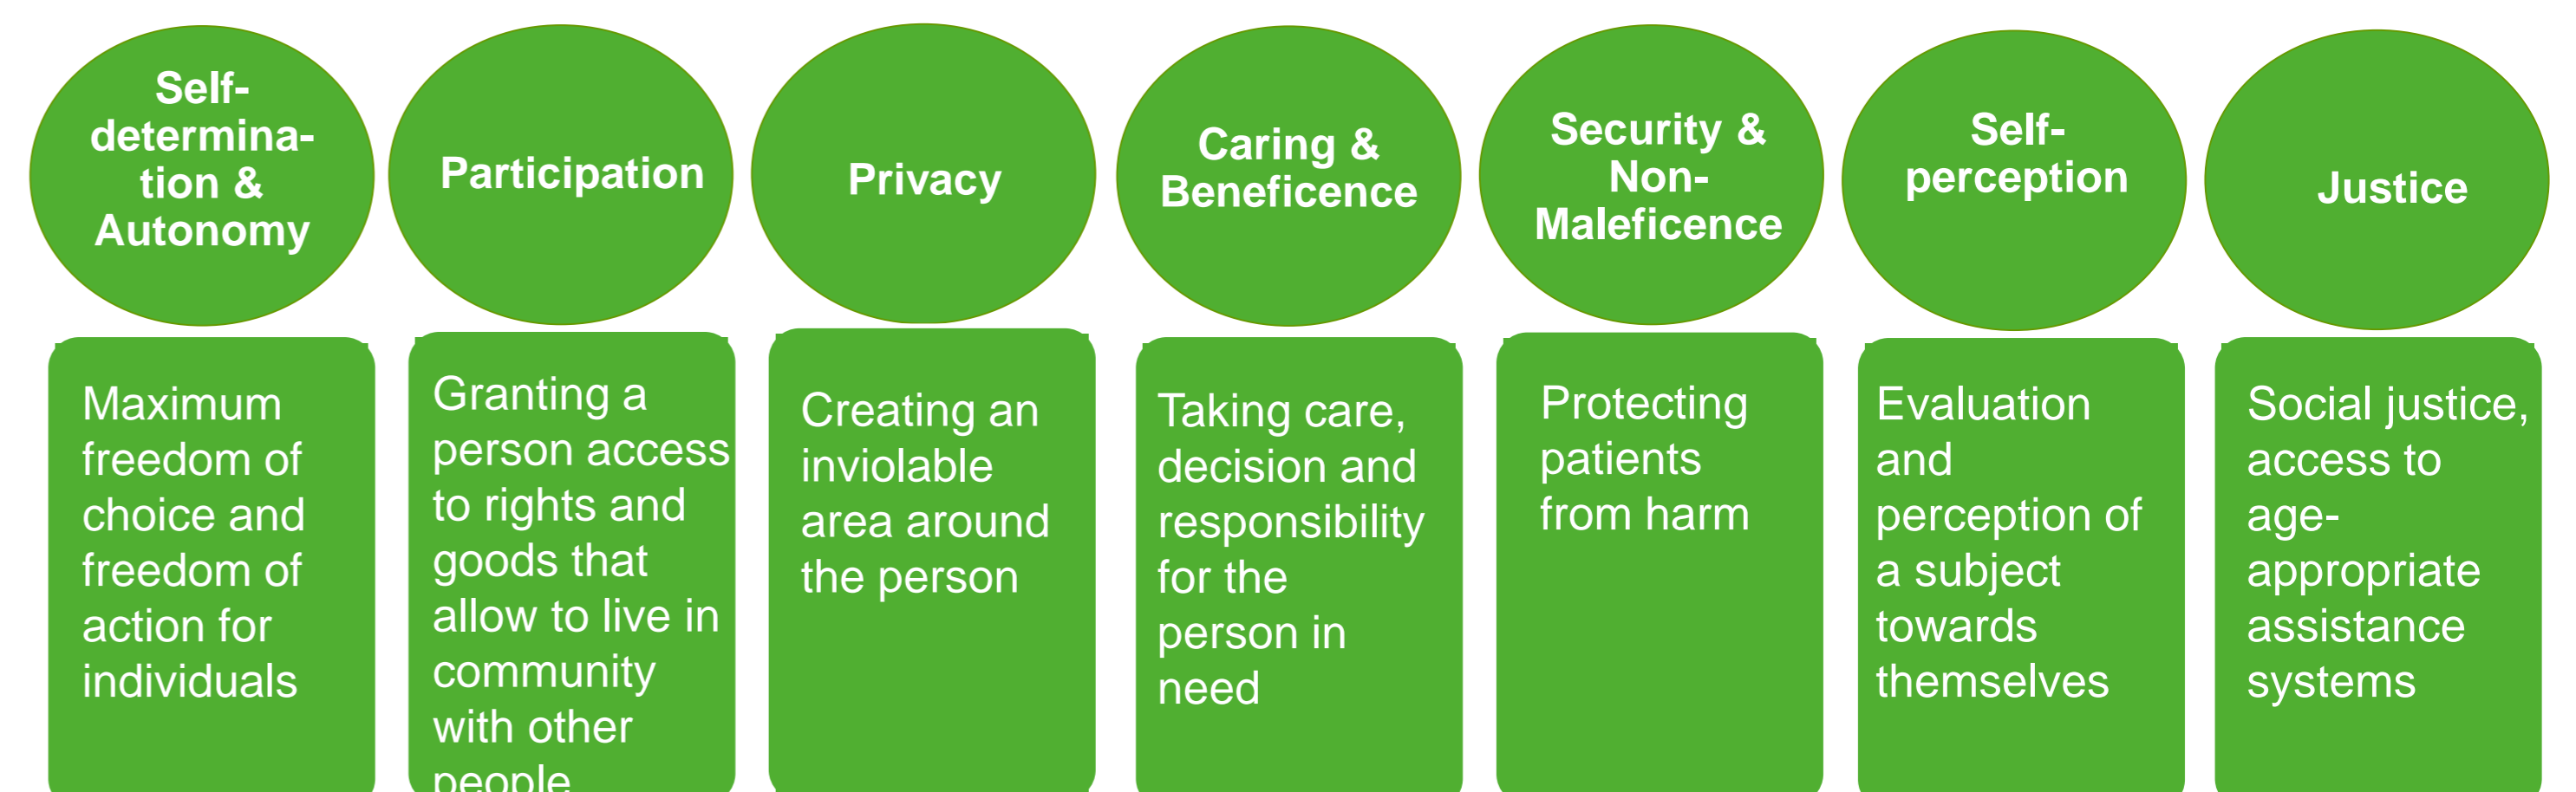 Self-
determina-
tion &
Autonomy
Maximum
freedom of
choice and
freedom of
action for
individuals
Participation
Granting a
person access
to rights and
goods that
allow to live in
community
with other
people
Privacy
Creating an
inviolable
area around
the person
Caring &
Beneficence
Taking care,
decision and
responsibility
for the
person in
need
Security &
Non-
Maleficence
Protecting
patients
from harm
Self-
perception
Evaluation
and
perception of
a subject
towards
themselves
Justice
Social justice,
access to
age-
appropriate
assistance
systems